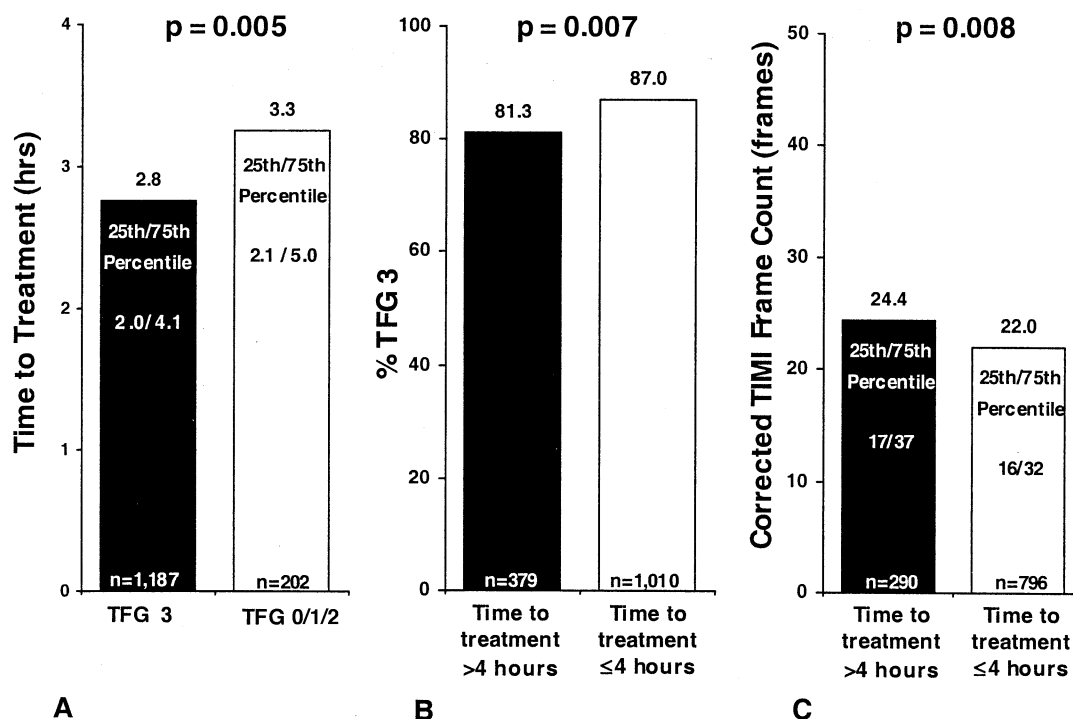 p = 0.005
Time to Treatment (hrs)
4
3
2
1
0
2.8
25th/75th
Percentile
2.0/4.1
n=1,187
TFG 3
3.3
25th/75th
Percentile
2.1/5.0
n=202
TFG 0/1/2
A
p = 0.007
% TFG 3
100
80
60
40
20
0
81.3
n=379
Time to
treatment
>4 hours
87.0
n=1,010
Time to
treatment
≤4 hours
B
p = 0.008
Corrected TIMI Frame Count (frames)
50
40
30
20
10
0
24.4
25th/75th
Percentile
17/37
n=290
Time to
treatment
>4 hours
22.0
25th/75th
Percentile
16/32
n=796
Time to
treatment
≤4 hours
C